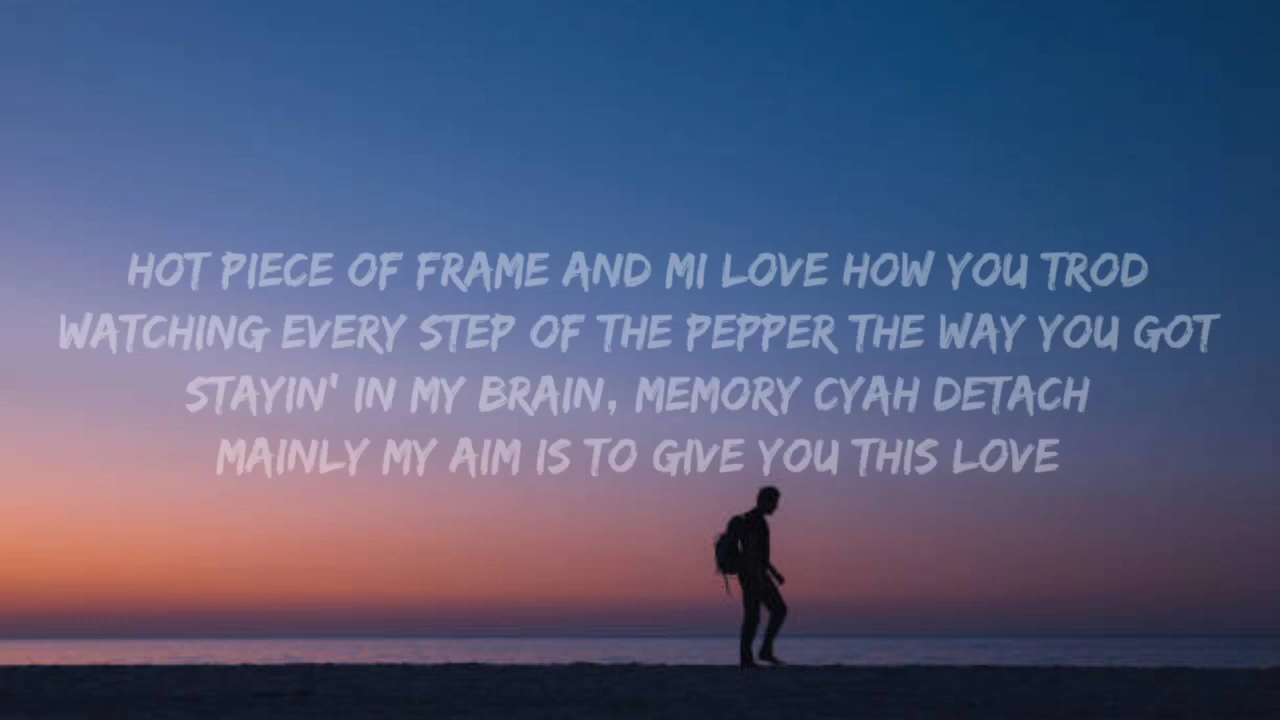 HOT PIECE OF FRAME AND MI LOVE HOW YOU TROD
WATCHING EVERY STEP OF THE PEPPER THE WAY YOU GOT
STAYIN' IN MY BRAIN, MEMORY CYAH DETACH
MAINLY MY AIM IS TO GIVE YOU THIS LOVE